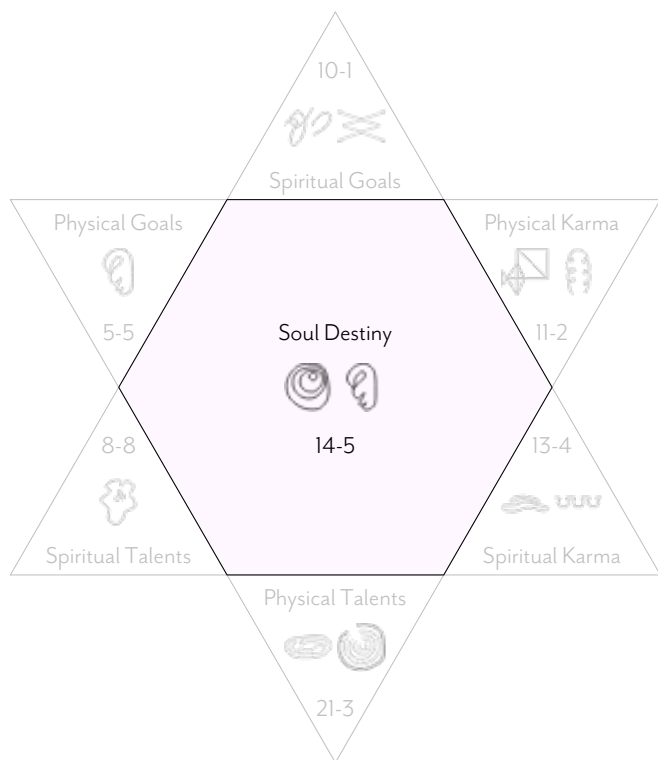 10-1
Spiritual Goals
Physical Goals
Physical Karma
5-5
Soul Destiny
11-2
8-8
14-5
13-4
Spiritual Talents
Spiritual Karma
Physical Talents
21-3